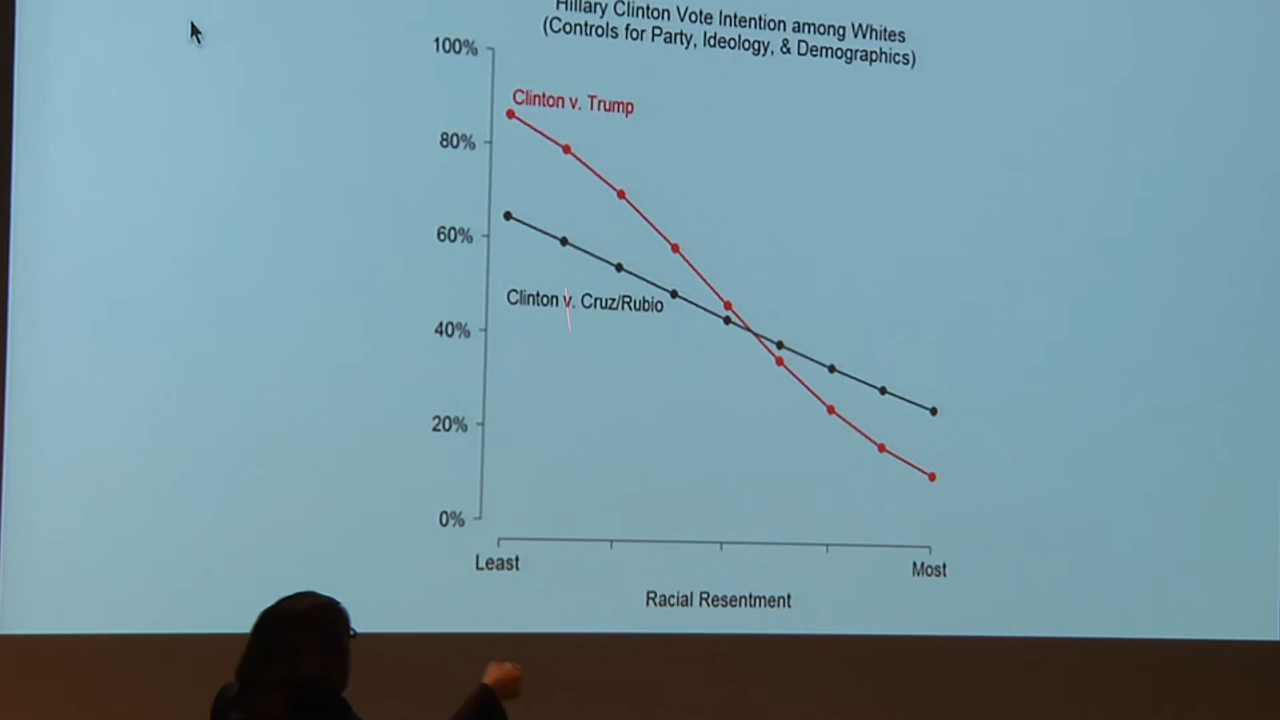 Hillary Clinton Vote Intention among Whites
(Controls for Party, Ideology, & Demographics)
100%
Clinton v. Trump
80%
60%
Clinton v. Cruz/Rubio
40%
20%
0%
Least
Most
Racial Resentment